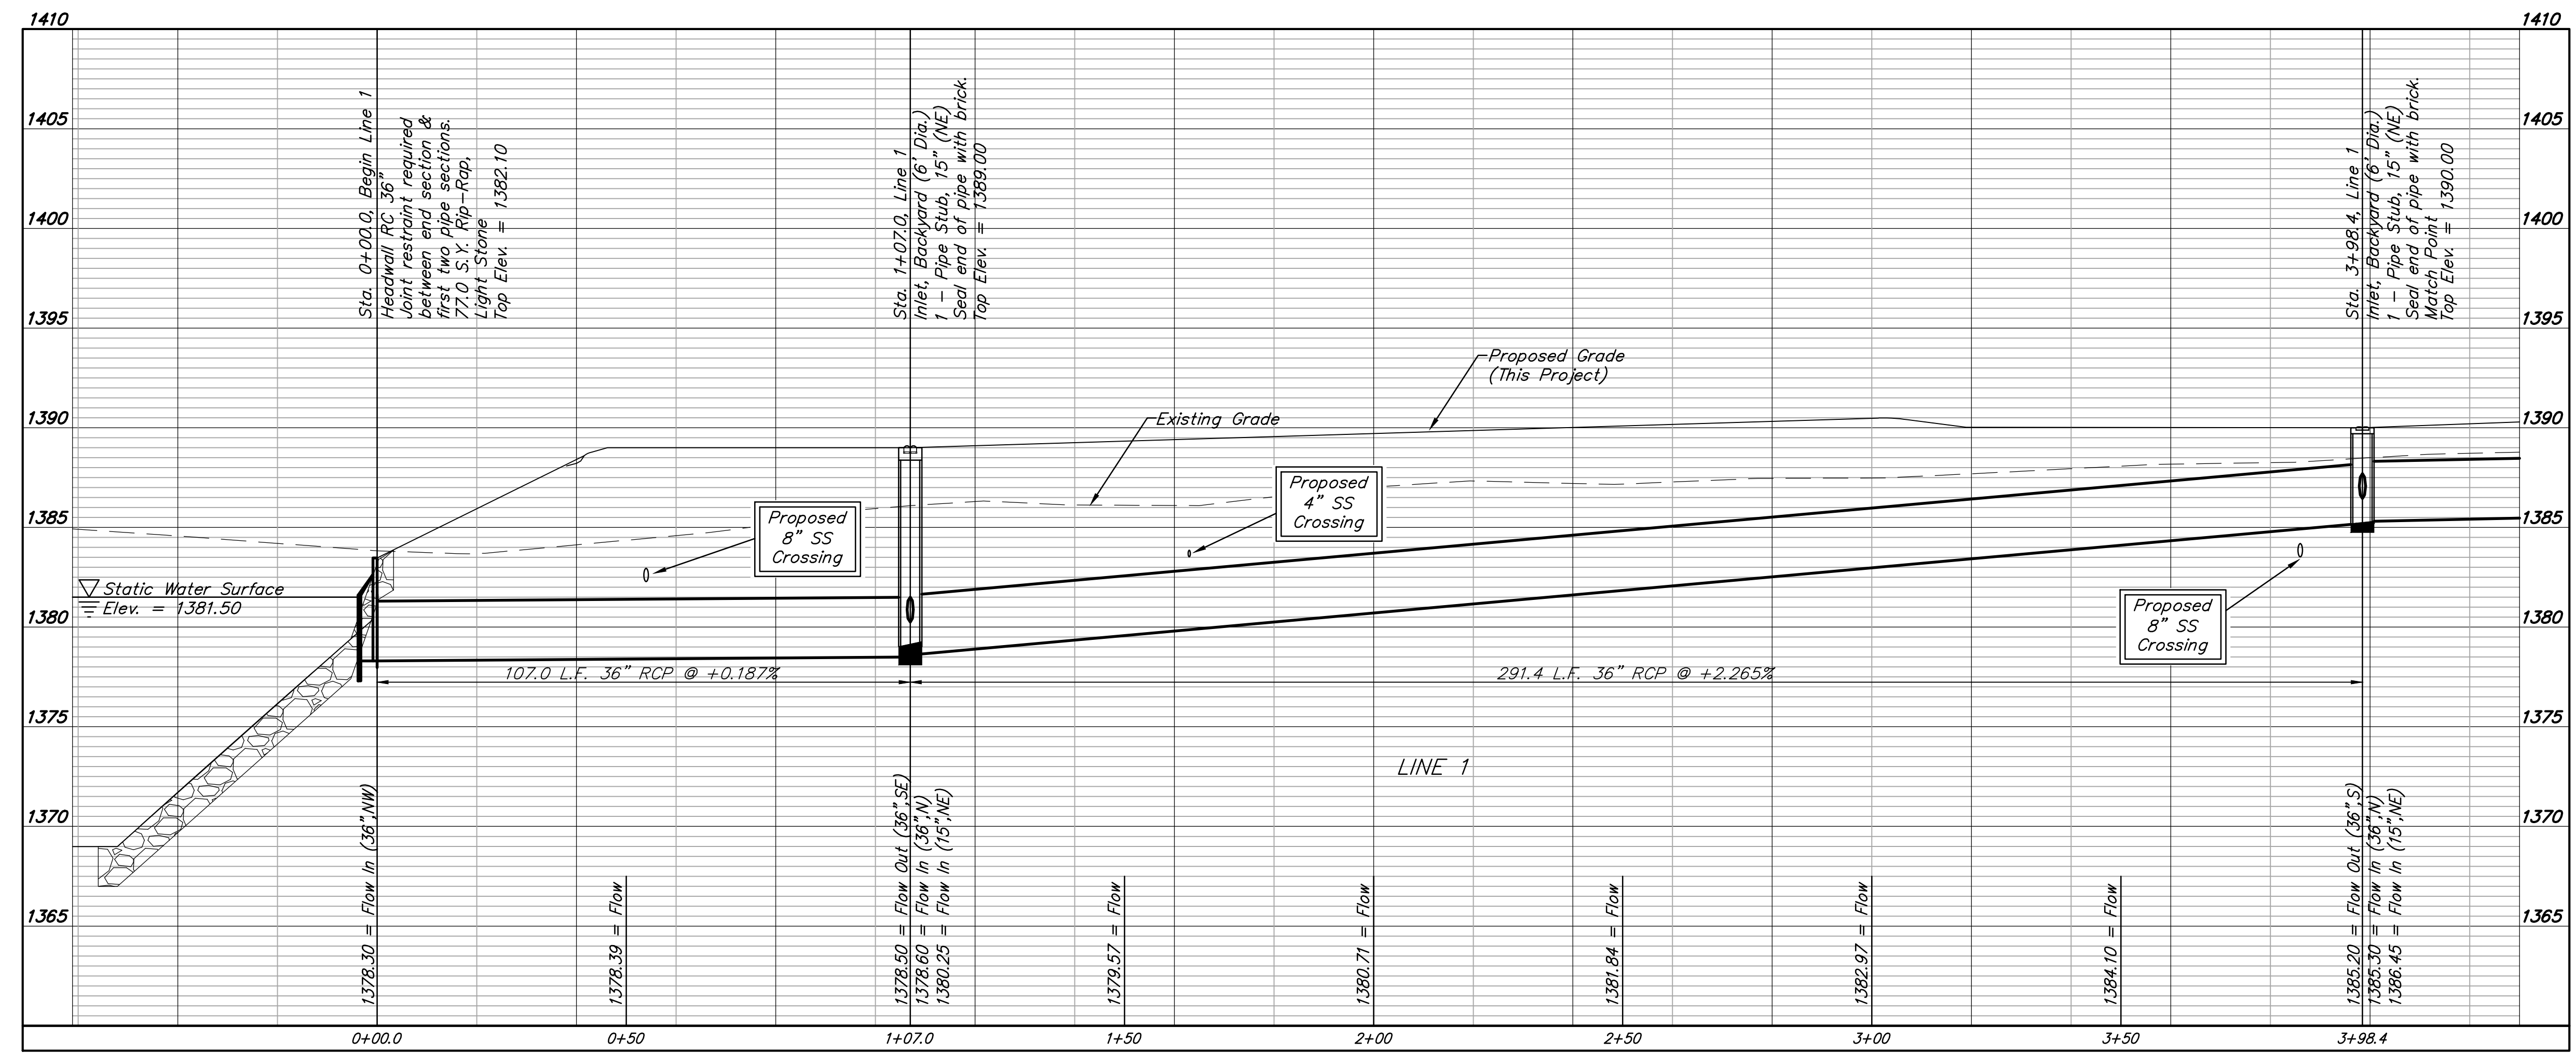 1410
1410
1405
1405
1400
1400
1395
1395
1390
1390
1385
1385
1380
1380
1375
1375
1370
1370
1365
1365
Sta. 0+00.0, Begin Line 1
Headwall RC 36"
Joint restraint required
between end section &
first two pipe sections.
77.0 S.Y. Rip-Rap,
Light Stone
Top Elev. = 1382.10
Sta. 1+07.0, Line 1
Inlet, Backyard (6' Dia.)
1 - Pipe Stub, 15" (NE)
Seal end of pipe with brick.
Top Elev. = 1389.00
Sta. 3+98.4, Line 1
Inlet, Backyard (6' Dia.)
1 - Pipe Stub, 15" (NE)
Seal end of pipe with brick.
Match Point
Top Elev. = 1390.00
Proposed Grade
(This Project)
Existing Grade
Proposed
4" SS
Crossing
Proposed
8" SS
Crossing
Static Water Surface
Elev. = 1381.50
Proposed
8" SS
Crossing
107.0 L.F. 36" RCP @ +0.187%
291.4 L.F. 36" RCP @ +2.265%
LINE 1
1378.30 = Flow In (36",NW)
1378.39 = Flow
1378.50 = Flow Out (36",SE)
1378.60 = Flow In (36",N)
1380.25 = Flow In (15",NE)
1379.57 = Flow
1380.71 = Flow
1381.84 = Flow
1382.97 = Flow
1384.10 = Flow
1385.20 = Flow Out (36",S)
1385.30 = Flow In (36",N)
1386.45 = Flow In (15",NE)
0+00.0
0+50
1+07.0
1+50
2+00
2+50
3+00
3+50
3+98.4